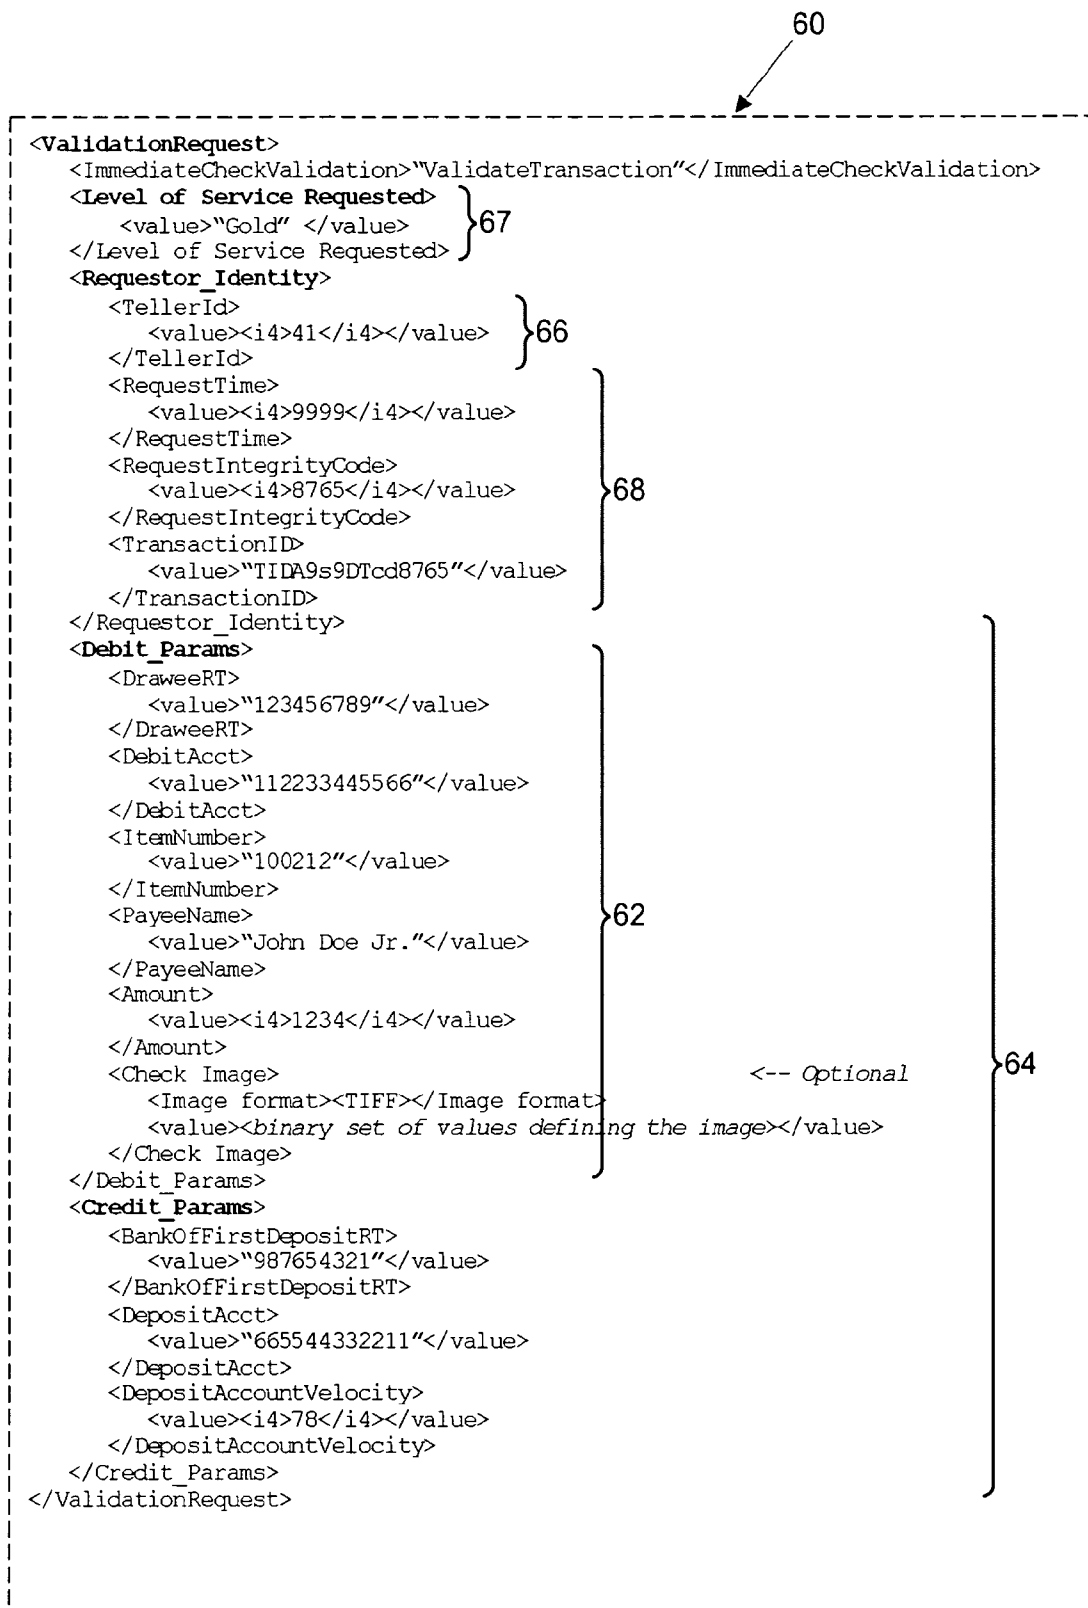 60
<ValidationRequest>
<ImmediateCheckValidation>"ValidateTransaction"</ImmediateCheckValidation>
<Level of Service Requested>
<value>"Gold" </value>
67
</Level of Service Requested>
<Requestor_Identity>
<TellerId>
<value><i4>41</i4></value>
66
</TellerId>
<RequestTime>
<value><i4>9999</i4></value>
</RequestTime>
<RequestIntegrityCode>
<value><i4>8765</i4></value>
68
</RequestIntegrityCode>
<TransactionID>
<value>"TIDA9s9DTcd8765"</value>
</TransactionID>
</Requestor_Identity>
<Debit_Params>
<DraweeRT>
<value>"123456789"</value>
</DraweeRT>
<DebitAcct>
<value>"112233445566"</value>
</DebitAcct>
<ItemNumber>
<value>"100212"</value>
</ItemNumber>
<PayeeName>
62
<value>"John Doe Jr."</value>
</PayeeName>
<Amount>
<value><i4>1234</i4></value>
</Amount>
<Check Image> <-- Optional
64
<Image format><TIFF></Image format>
<value><binary set of values defining the image></value>
</Check Image>
</Debit_Params>
<Credit_Params>
<BankOfFirstDepositRT>
<value>"987654321"</value>
</BankOfFirstDepositRT>
<DepositAcct>
<value>"665544332211"</value>
</DepositAcct>
<DepositAccountVelocity>
<value><i4>78</i4></value>
</DepositAccountVelocity>
</Credit_Params>
</ValidationRequest>